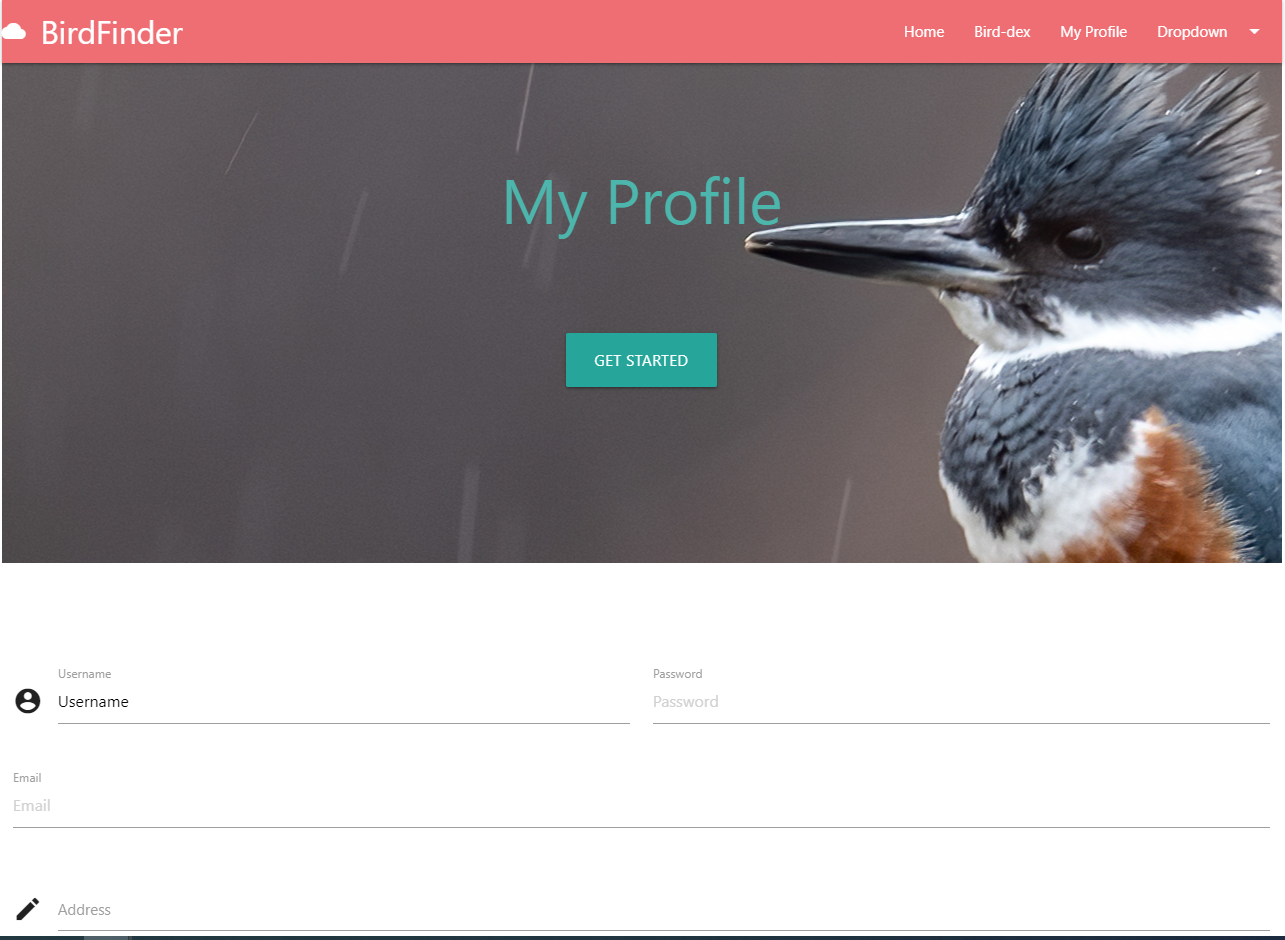 BirdFinder
Home Bird-dex My Profile Dropdown
My Profile
GET STARTED
Username Password
Username Password
Email
Email
Address